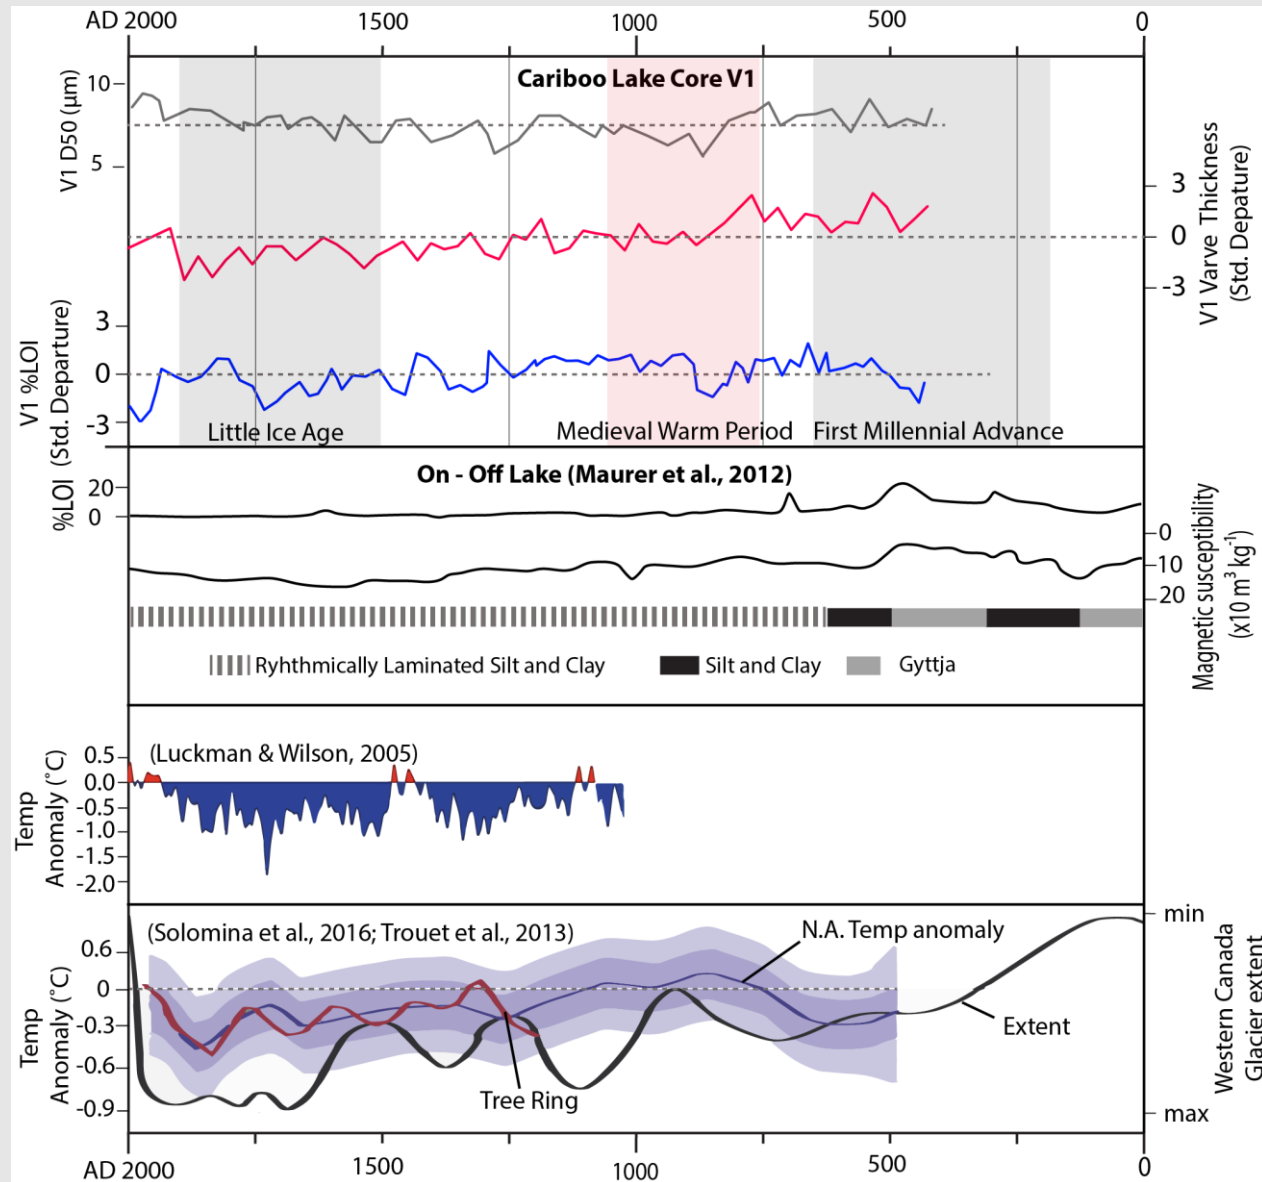 AD 2000 1500 1000 500 0
Cariboo Lake Core V1
V1 D50 (µm)
10
5
V1 Varve Thickness
(Std. Depature)
3
0
-3
V1 %LOI
(Std. Departure)
3
0
-3
Little Ice Age
Medieval Warm Period
First Millennial Advance
On - Off Lake (Maurer et al., 2012)
%LOI
20
0
Magnetic susceptibility
(x10 m³ kg⁻¹)
0
10
20
Ryhthmically Laminated Silt and Clay
Silt and Clay
Gyttja
(Luckman & Wilson, 2005)
Temp
Anomaly (˚C)
0.5
0.0
-0.5
-1.0
-1.5
-2.0
(Solomina et al., 2016; Trouet et al., 2013)
N.A. Temp anomaly
Temp
Anomaly (˚C)
0.6
0
-0.3
-0.6
-0.9
Extent
Tree Ring
min
max
Western Canada
Glacier extent
AD 2000 1500 1000 500 0